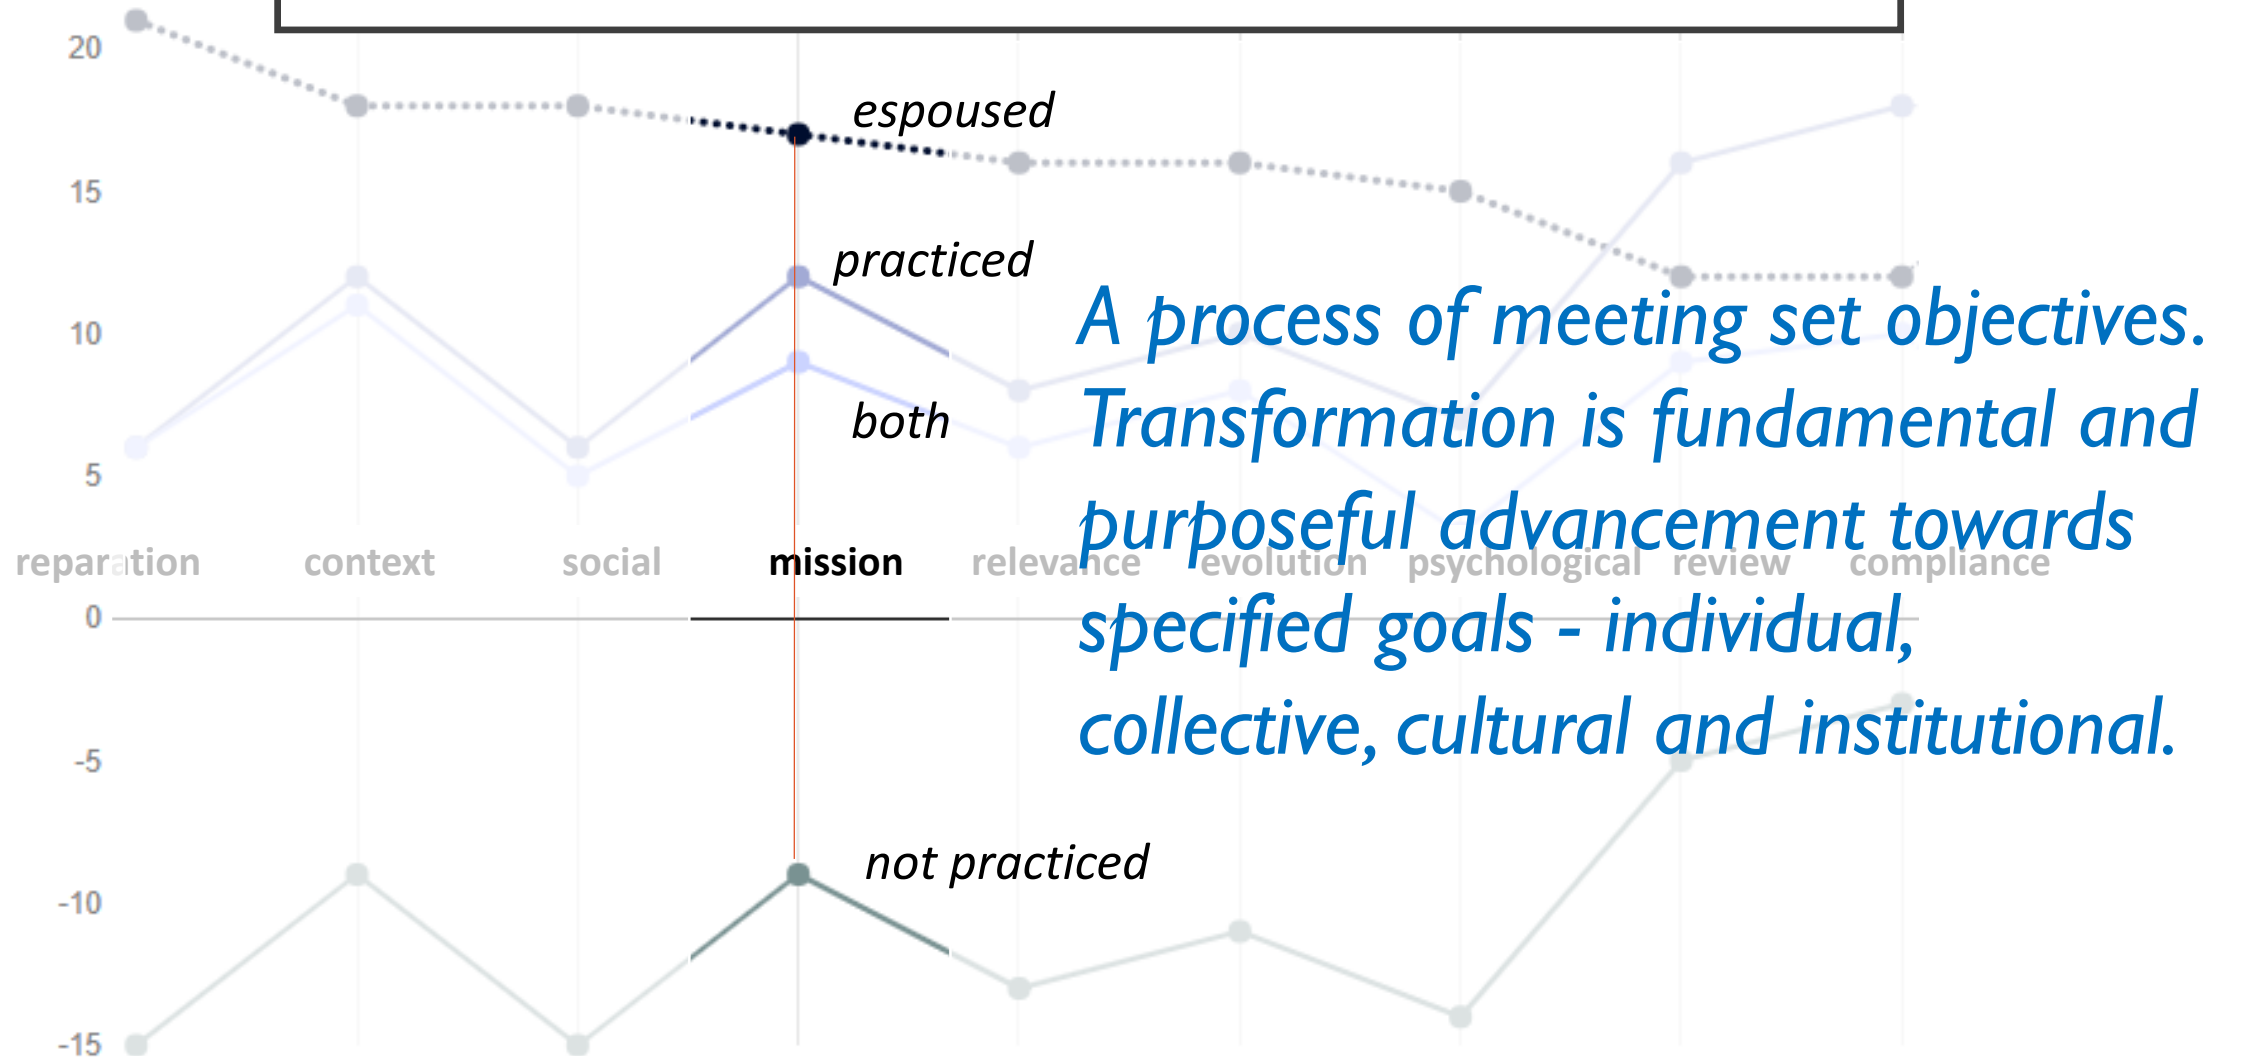 20
espoused
15
practiced
A process of meeting set objectives.
10
Transformation is fundamental and
both
5
purposeful advancement towards
reparation context social mission relevance evolution psychological review compliance
0
specified goals - individual,
collective, cultural and institutional.
-5
not practiced
-10
-15